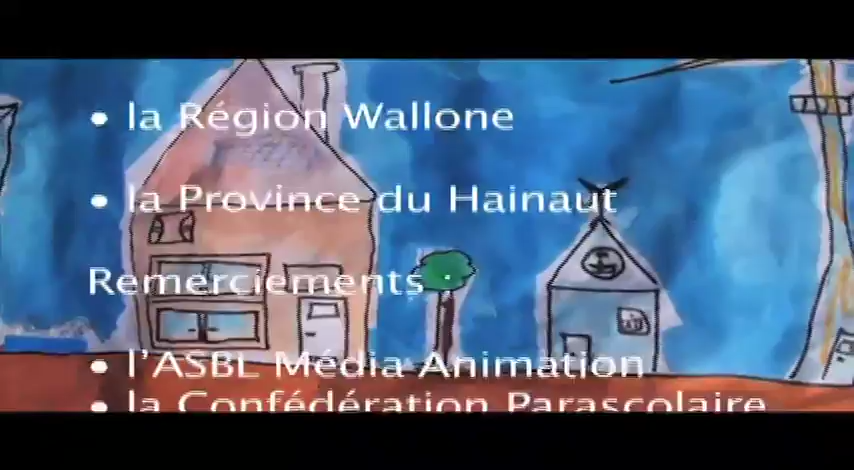 • la Région Wallone
• la Province du Hainaut
Remerciements :
• l'ASBL Média Animation
• la Confédération Parascolaire